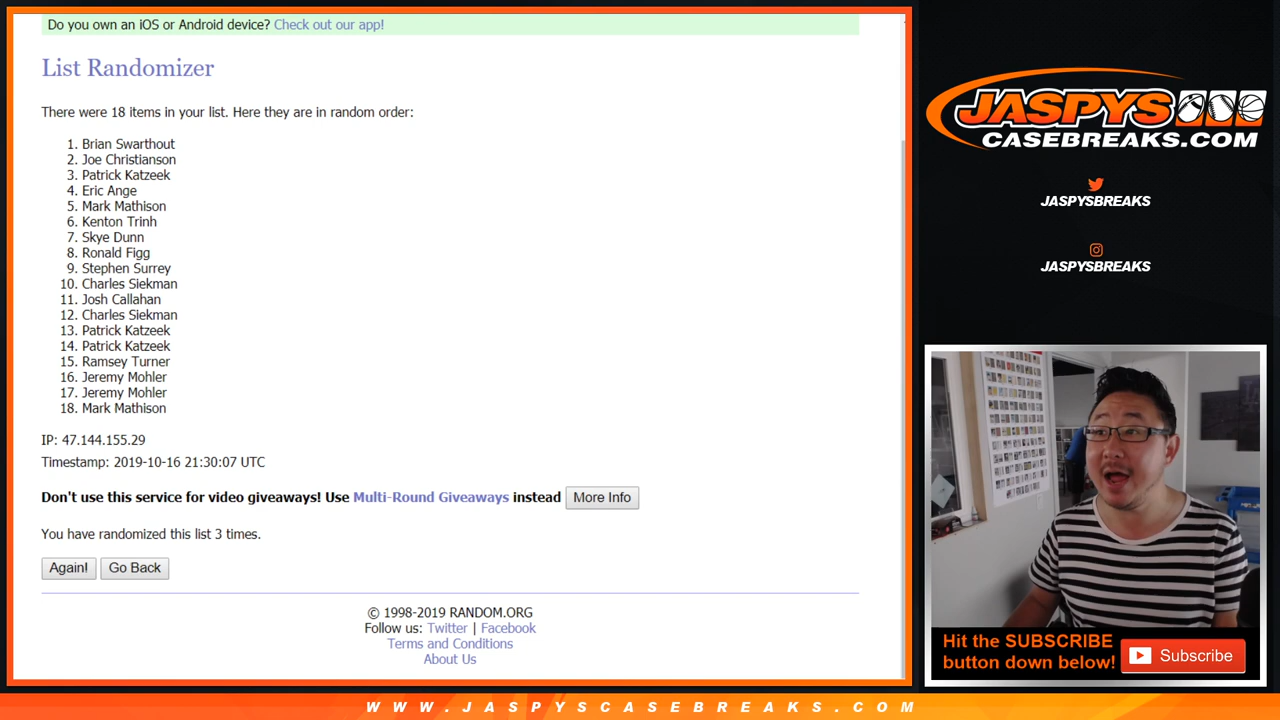 Do you own an iOS or Android device? Check out our app!
List Randomizer
There were 18 items in your list. Here they are in random order:
1. Brian Swarthout
2. Joe Christianson
3. Patrick Katzeek
4. Eric Ange
5. Mark Mathison
6. Kenton Trinh
7. Skye Dunn
8. Ronald Figg
9. Stephen Surrey
10. Charles Siekman
11. Josh Callahan
12. Charles Siekman
13. Patrick Katzeek
14. Patrick Katzeek
15. Ramsey Turner
16. Jeremy Mohler
17. Jeremy Mohler
18. Mark Mathison
IP: 47.144.155.29
Timestamp: 2019-10-16 21:30:07 UTC
Don't use this service for video giveaways! Use Multi-Round Giveaways instead More Info
You have randomized this list 3 times.
Again! Go Back
© 1998-2019 RANDOM.ORG
Follow us: Twitter | Facebook
Terms and Conditions
About Us
JASPYS
CASEBREAKS.COM
JASPYSBREAKS
JASPYSBREAKS
Hit the SUBSCRIBE
button down below!
Subscribe
WWW.JASPYSCASEBREAKS.COM